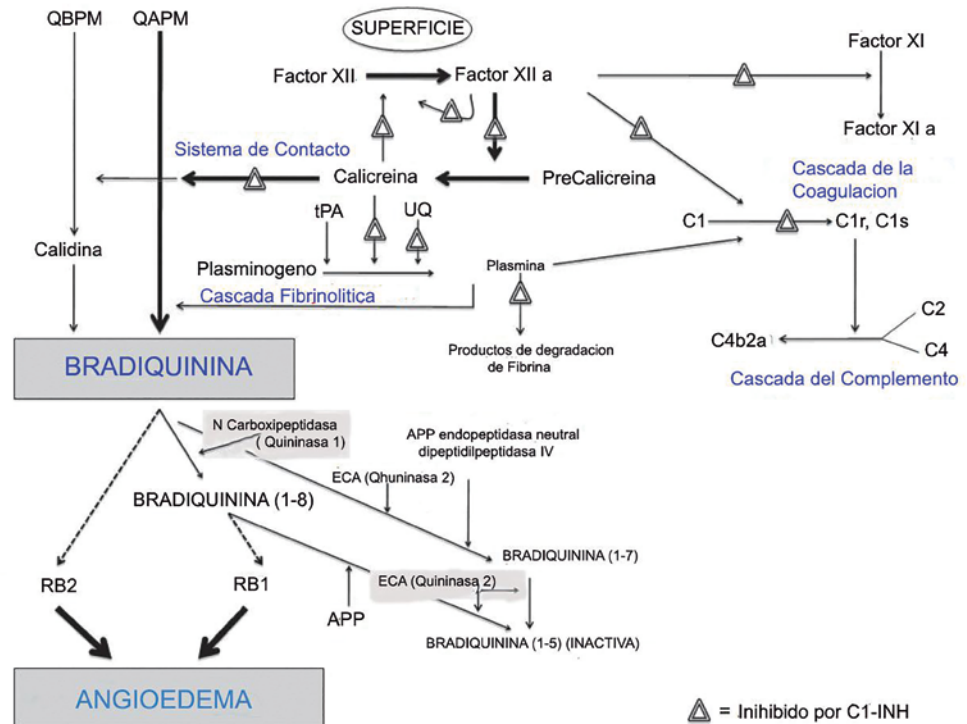 QBPM
QAPM
SUPERFICIE
Factor XI
Factor XII
Factor XII a
Factor XI a
Sistema de Contacto
Calicreina
PreCalicreina
Cascada de la
Coagulacion
tPA
UQ
C1
C1r, C1s
Calidina
Plasminogeno
Plasmina
Cascada Fibrinolitica
Productos de degradacion
de Fibrina
C2
C4b2a
C4
Cascada del Complemento
BRADIQUININA
N Carboxipeptidasa
( Quininasa 1)
APP endopeptidasa neutral
dipeptidilpeptidasa IV
ECA (Qhuninasa 2)
BRADIQUININA (1-8)
BRADIQUININA (1-7)
RB2
RB1
ECA (Quininasa 2)
APP
BRADIQUININA (1-5) (INACTIVA)
ANGIOEDEMA
= Inihibido por C1-INH